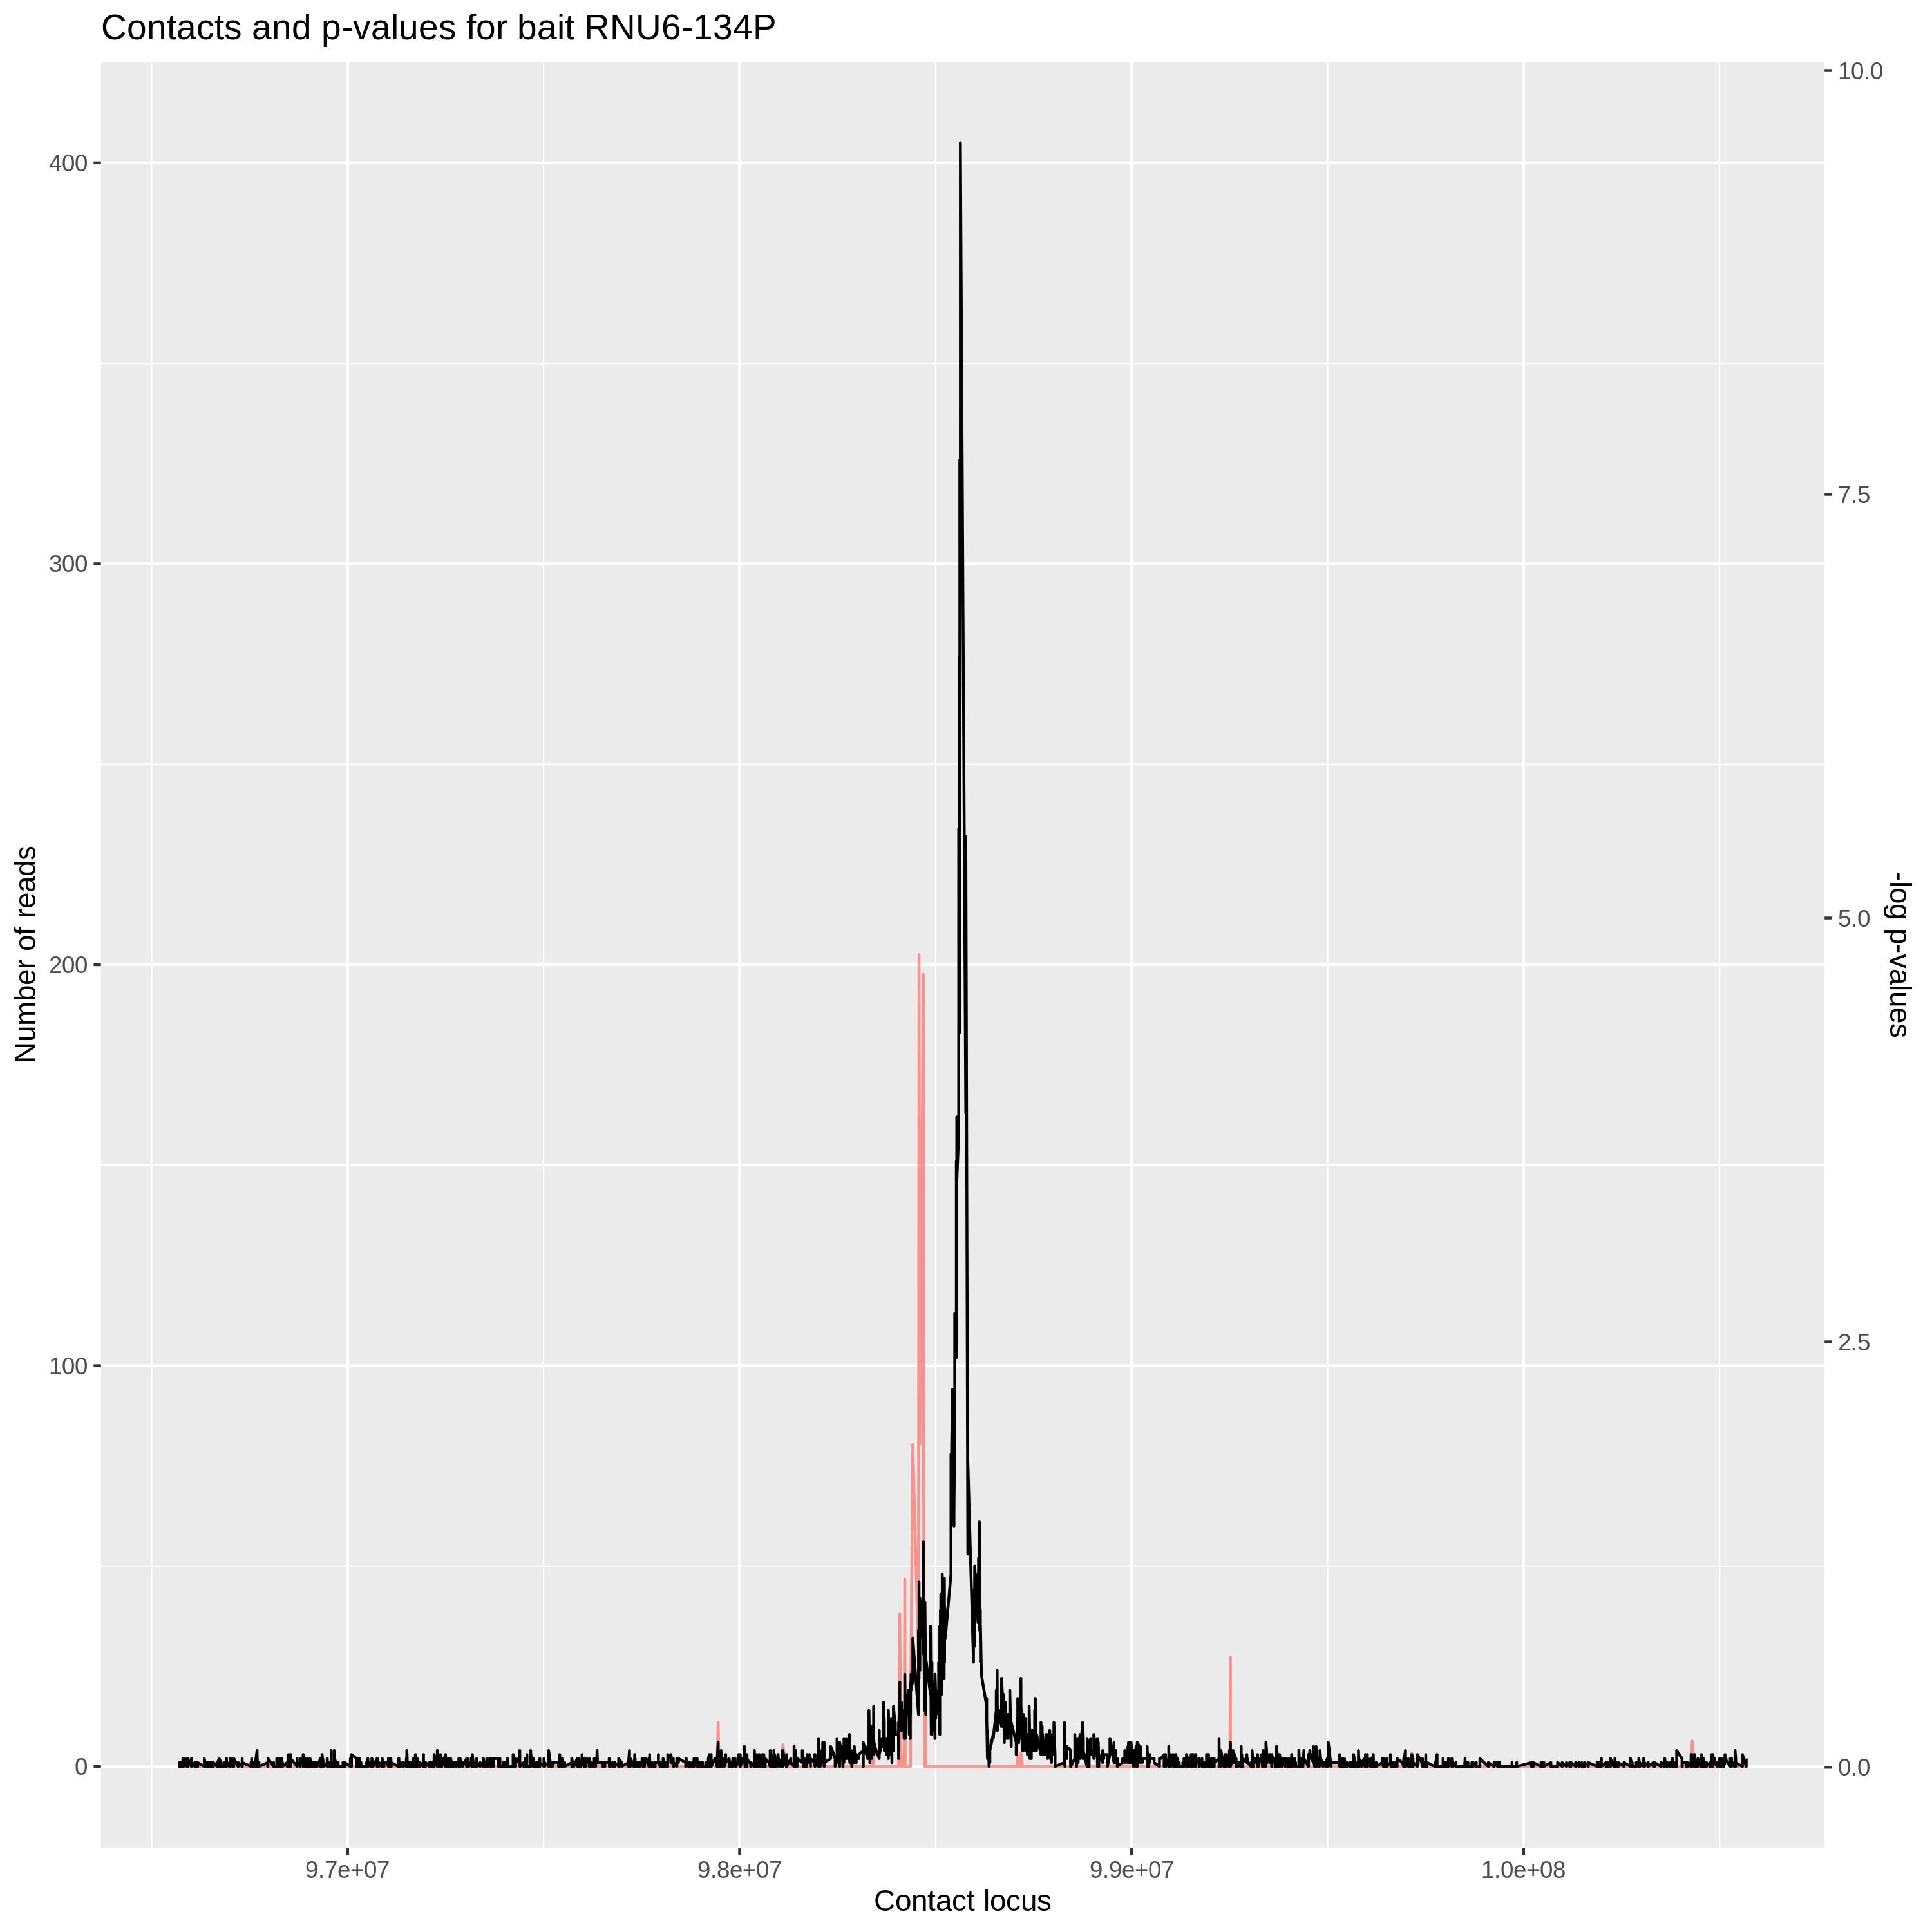 Contacts and p-values for bait RNU6-134P
400
300
200
100
0
Number of reads
10.0
7.5
5.0
2.5
0.0
-log p-values
9.7e+07
9.8e+07
9.9e+07
1.0e+08
Contact locus